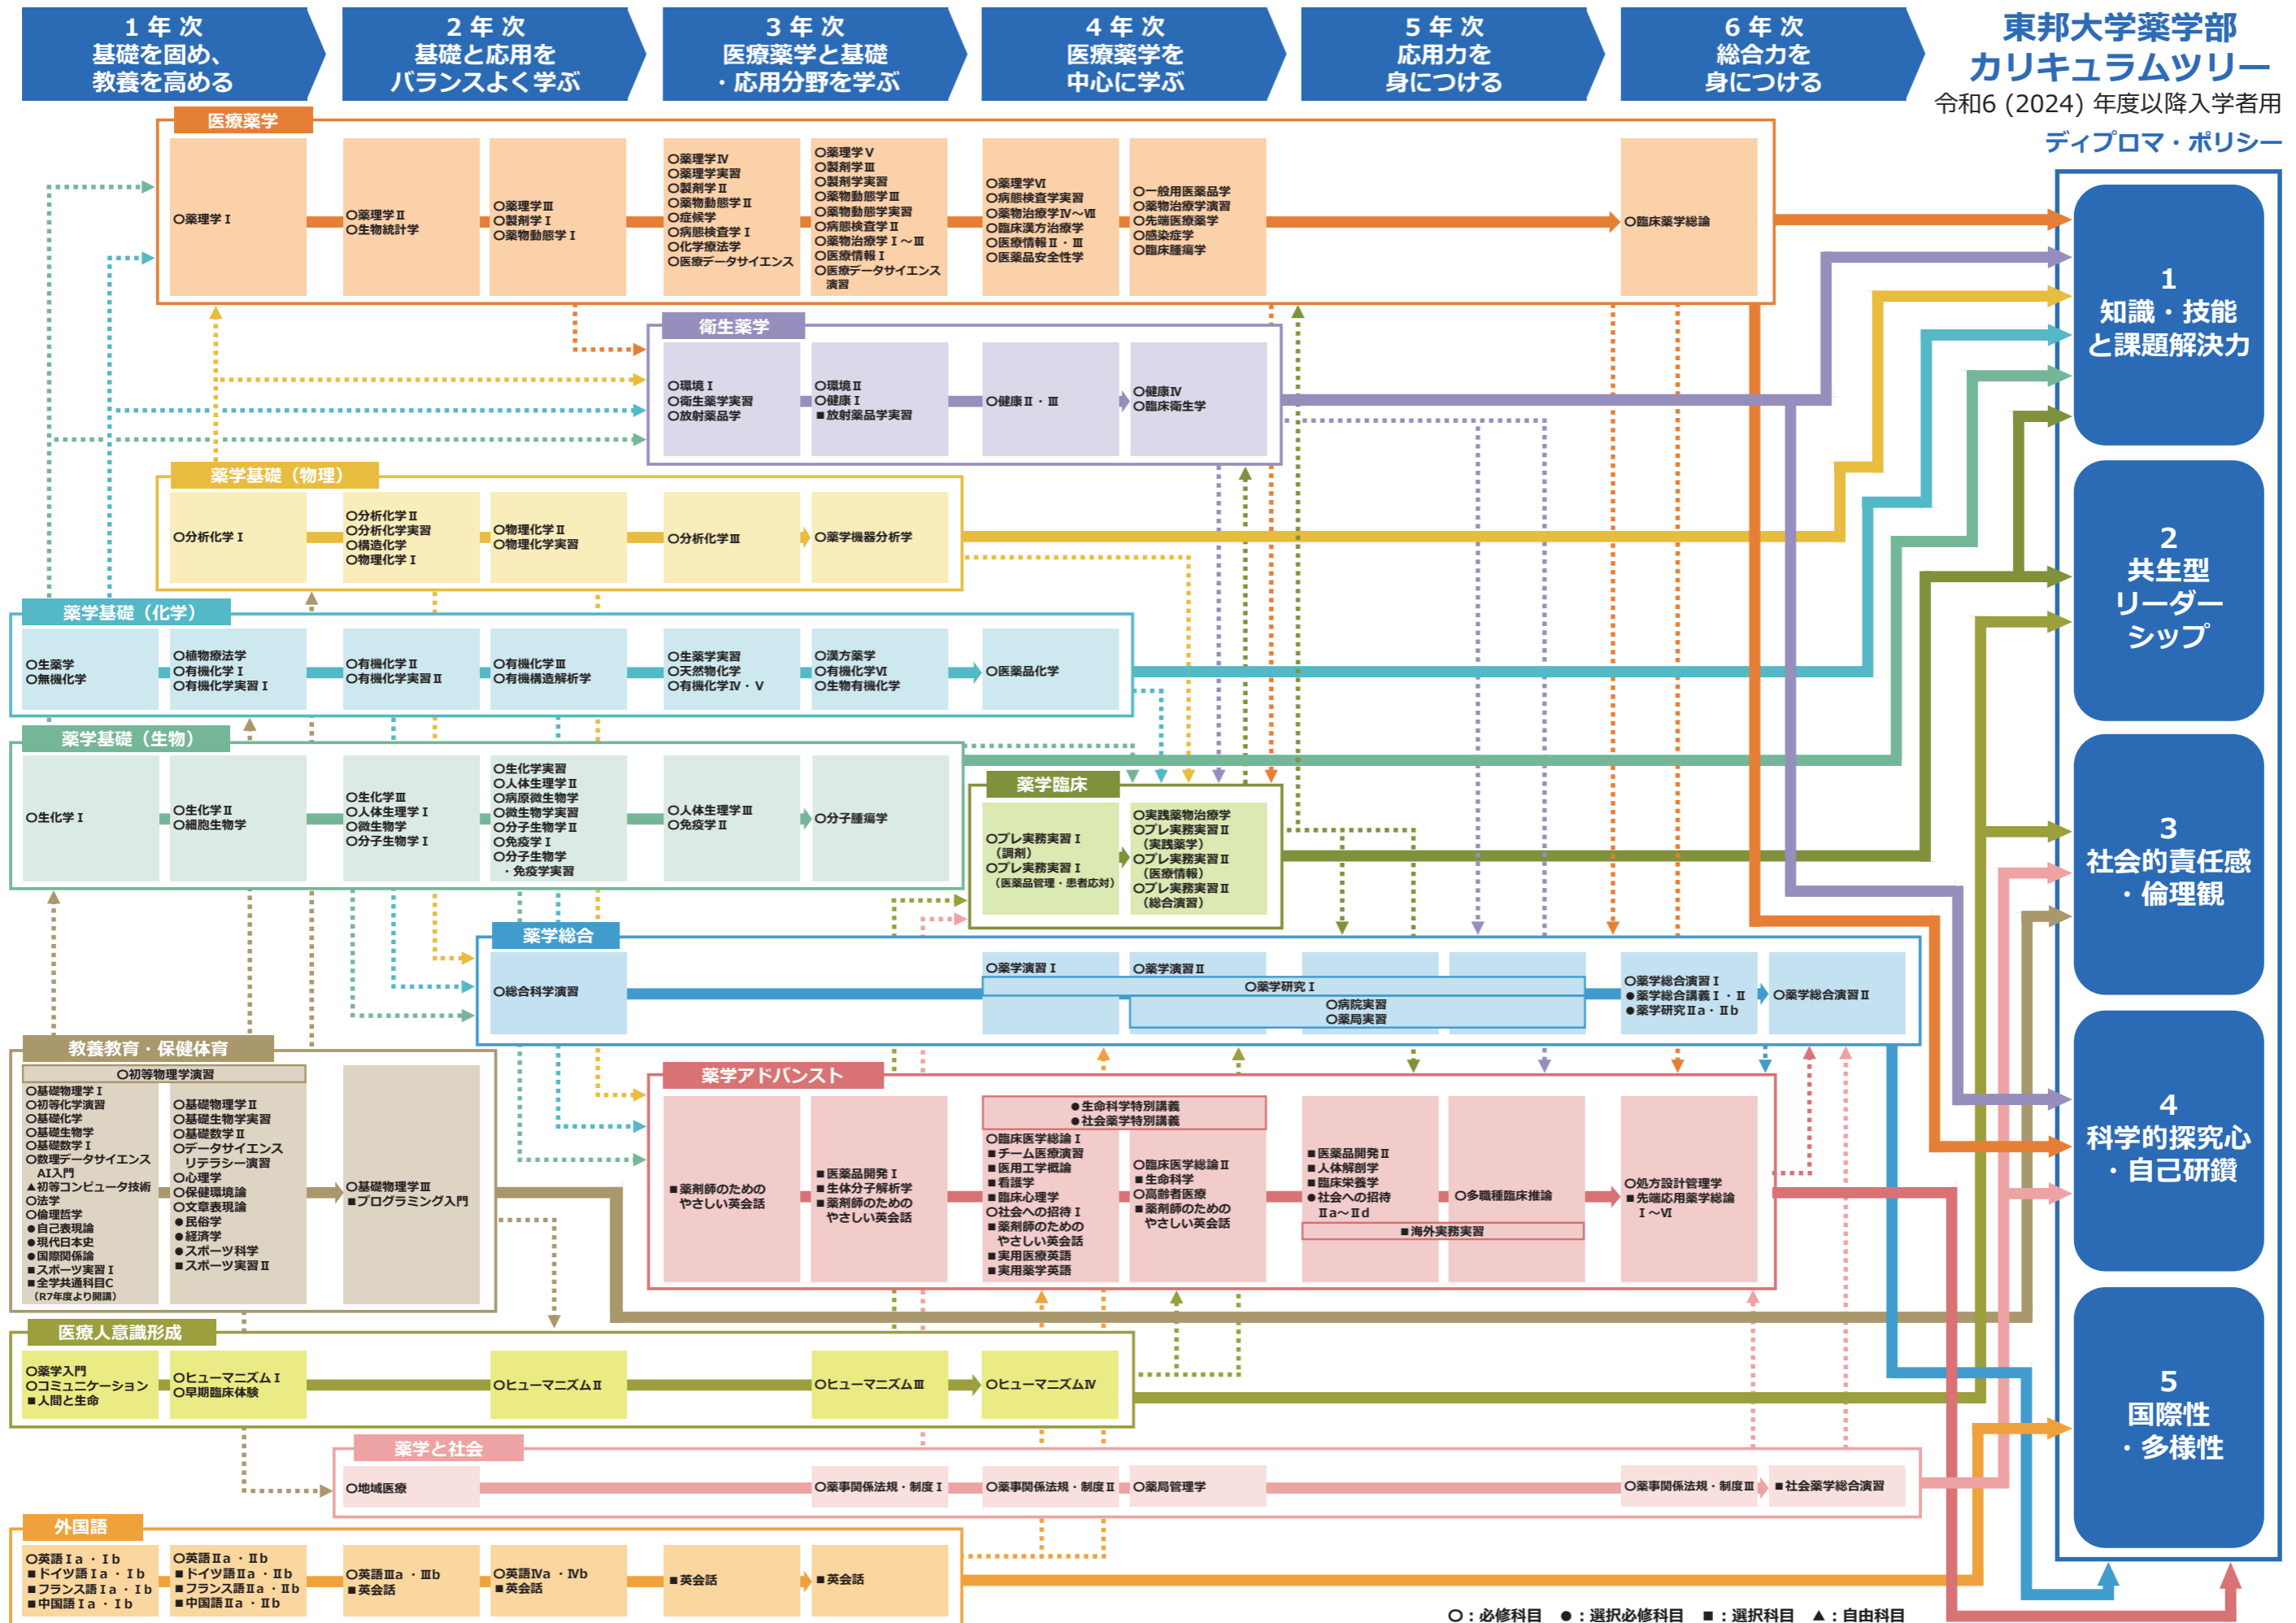 1 年 次
基礎を固め、
教養を高める
2 年 次
基礎と応用を
バランスよく学ぶ
3 年 次
医療薬学と基礎
・応用分野を学ぶ
4 年 次
医療薬学を
中心に学ぶ
5 年 次
応用力を
身につける
6 年 次
総合力を
身につける
東邦大学薬学部
カリキュラムツリー
令和6 (2024) 年度以降入学者用
ディプロマ・ポリシー
医療薬学
○薬理学Ⅰ
○薬理学Ⅱ
○生物統計学
○薬理学Ⅲ
○製剤学Ⅰ
○薬物動態学Ⅰ
○薬理学Ⅳ
○薬理学実習
○製剤学Ⅱ
○薬物動態学Ⅱ
○症候学
○病態検査学Ⅰ
○化学療法学
○医療データサイエンス
○薬理学Ⅴ
○製剤学Ⅲ
○製剤学実習
○薬物動態学Ⅲ
○薬物動態学実習
○病態検査学Ⅱ
○薬物治療学Ⅰ～Ⅲ
○医療情報Ⅰ
○医療データサイエンス
演習
○薬理学Ⅵ
○病態検査学実習
○薬物治療学Ⅳ～Ⅶ
○臨床漢方治療学
○医療情報Ⅱ・Ⅲ
○医薬品安全性学
○一般用医薬品学
○薬物治療学演習
○先端医療薬学
○感染症学
○臨床腫瘍学
○臨床薬学総論
衛生薬学
○環境Ⅰ
○衛生薬学実習
○放射薬品学
○環境Ⅱ
○健康Ⅰ
■放射薬品学実習
○健康Ⅱ・Ⅲ
○健康Ⅳ
○臨床衛生学
薬学基礎（物理）
○分析化学Ⅰ
○分析化学Ⅱ
○分析化学実習
○構造化学
○物理化学Ⅰ
○物理化学Ⅱ
○物理化学実習
○分析化学Ⅲ
○薬学機器分析学
薬学基礎（化学）
○生薬学
○無機化学
○植物療法学
○有機化学Ⅰ
○有機化学実習Ⅰ
○有機化学Ⅱ
○有機化学実習Ⅱ
○有機化学Ⅲ
○有機構造解析学
○生薬学実習
○天然物化学
○有機化学Ⅳ・Ⅴ
○漢方薬学
○有機化学Ⅵ
○生物有機化学
○医薬品化学
薬学基礎（生物）
○生化学Ⅰ
○生化学Ⅱ
○細胞生物学
○生化学Ⅲ
○人体生理学Ⅰ
○微生物学
○分子生物学Ⅰ
○生化学実習
○人体生理学Ⅱ
○病原微生物学
○微生物学実習
○分子生物学Ⅱ
○免疫学Ⅰ
○分子生物学
・免疫学実習
○人体生理学Ⅲ
○免疫学Ⅱ
○分子腫瘍学
薬学臨床
○プレ実務実習Ⅰ
（調剤）
○プレ実務実習Ⅰ
（医薬品管理・患者応対）
○実践薬物治療学
○プレ実務実習Ⅱ
（実践薬学）
○プレ実務実習Ⅱ
（医療情報）
○プレ実務実習Ⅱ
（総合演習）
薬学総合
○総合科学演習
○薬学演習Ⅰ
○薬学演習Ⅱ
○薬学研究Ⅰ
○病院実習
○薬局実習
○薬学総合演習Ⅰ
●薬学総合講義Ⅰ・Ⅱ
●薬学研究Ⅱa・Ⅱb
○薬学総合演習Ⅱ
教養教育・保健体育
○初等物理学演習
○基礎物理学Ⅰ
○初等化学演習
○基礎化学
○基礎生物学
○基礎数学Ⅰ
○数理データサイエンス
AI入門
▲初等コンピュータ技術
○法学
○倫理哲学
●自己表現論
●現代日本史
●国際関係論
■スポーツ実習Ⅰ
■全学共通科目C
（R7年度より開講）
○基礎物理学Ⅱ
○基礎生物学実習
○基礎数学Ⅱ
○データサイエンス
リテラシー演習
○心理学
○保健環境論
○文章表現論
●民俗学
●経済学
●スポーツ科学
■スポーツ実習Ⅱ
○基礎物理学Ⅲ
■プログラミング入門
薬学アドバンスト
■薬剤師のための
やさしい英会話
■医薬品開発Ⅰ
■生体分子解析学
■薬剤師のための
やさしい英会話
●生命科学特別講義
●社会薬学特別講義
○臨床医学総論Ⅰ
■チーム医療演習
■医用工学概論
■看護学
■臨床心理学
○社会への招待Ⅰ
■薬剤師のための
やさしい英会話
■実用医療英語
■実用薬学英語
○臨床医学総論Ⅱ
■生命科学
○高齢者医療
■薬剤師のための
やさしい英会話
■医薬品開発Ⅱ
■人体解剖学
■臨床栄養学
●社会への招待
Ⅱa～Ⅱd
■海外実務実習
○多職種臨床推論
○処方設計管理学
■先端応用薬学総論
Ⅰ～Ⅵ
医療人意識形成
○薬学入門
○コミュニケーション
■人間と生命
○ヒューマニズムⅠ
○早期臨床体験
○ヒューマニズムⅡ
○ヒューマニズムⅢ
○ヒューマニズムⅣ
薬学と社会
○地域医療
○薬事関係法規・制度Ⅰ
○薬事関係法規・制度Ⅱ
○薬局管理学
○薬事関係法規・制度Ⅲ
■社会薬学総合演習
外国語
○英語Ⅰa・Ⅰb
■ドイツ語Ⅰa・Ⅰb
■フランス語Ⅰa・Ⅰb
■中国語Ⅰa・Ⅰb
○英語Ⅱa・Ⅱb
■ドイツ語Ⅱa・Ⅱb
■フランス語Ⅱa・Ⅱb
■中国語Ⅱa・Ⅱb
○英語Ⅲa・Ⅲb
■英会話
○英語Ⅳa・Ⅳb
■英会話
■英会話
■英会話
1
知識・技能
と課題解決力
2
共生型
リーダー
シップ
3
社会的責任感
・倫理観
4
科学的探究心
・自己研鑽
5
国際性
・多様性
○：必修科目 ●：選択必修科目 ■：選択科目 ▲：自由科目